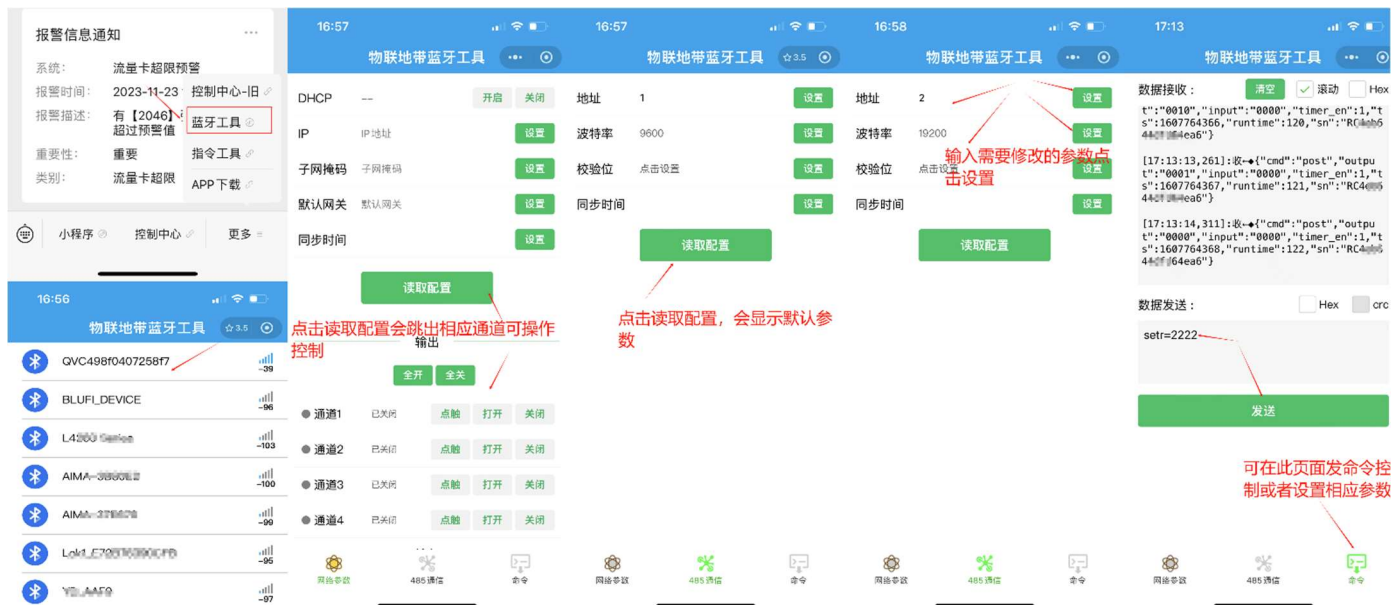 报警信息通知
系统:
流量卡超限预警
报警时间:
2023-11-23
报警描述:
有【2046】
超过预警值
重要性:
重要
类别:
流量卡超限
控制中心-旧
蓝牙工具
指令工具
APP下载
小程序
控制中心
更多
16:56
物联地带蓝牙工具
☆3.5
QVC498f0407258f7
-39
BLUFI_DEVICE
-96
-103
-100
-99
-95
-97
16:57
物联地带蓝牙工具
DHCP
--
开启
关闭
IP
IP地址
设置
子网掩码
子网掩码
设置
默认网关
默认网关
设置
同步时间
设置
读取配置
点击读取配置会跳出相应通道可操作
控制
输出
全开
全关
通道1
已关闭
点触
打开
关闭
通道2
已关闭
点触
打开
关闭
通道3
已关闭
点触
打开
关闭
通道4
已关闭
点触
打开
关闭
网络参数
485通信
命令
16:57
物联地带蓝牙工具
☆3.5
地址
1
设置
波特率
9600
设置
校验位
点击设置
设置
同步时间
设置
读取配置
点击读取配置，会显示默认参
数
网络参数
485通信
命令
16:58
物联地带蓝牙工具
地址
2
设置
波特率
19200
设置
输入需要修改的参数点
击设置
校验位
设置
同步时间
设置
读取配置
网络参数
485通信
命令
17:13
物联地带蓝牙工具
数据接收：
清空
滚动
Hex
t":"0010","input":"0000","timer_en":1,"t
s":1607764366,"runtime":120,"sn":"RC
ea6"}
[17:13:13,261]:收←◆{"cmd":"post","outpu
t":"0001","input":"0000","timer_en":1,"t
s":1607764367,"runtime":121,"sn":"RC4
ea6"}
[17:13:14,311]:收←◆{"cmd":"post","outpu
t":"0000","input":"0000","timer_en":1,"t
s":1607764368,"runtime":122,"sn":"RC4
64ea6"}
数据发送：
Hex
crc
setr=2222
发送
可在此页面发命令控
制或者设置相应参数
网络参数
485通信
命令